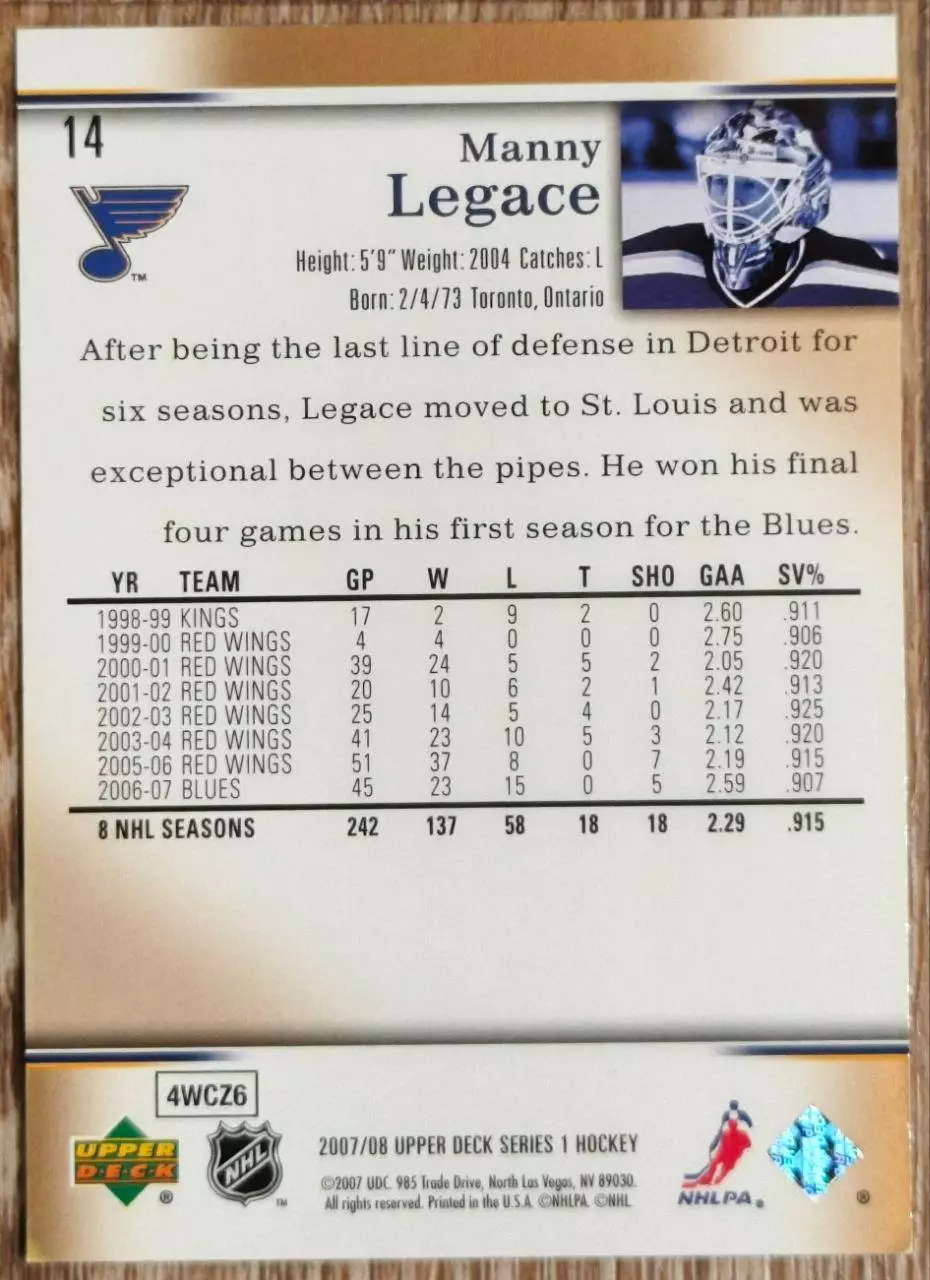 14
Manny
Legace
Height: 5'9" Weight: 2004 Catches: L
Born: 2/4/73 Toronto, Ontario
TM
After being the last line of defense in Detroit for
six seasons, Legace moved to St. Louis and was
exceptional between the pipes. He won his final
four games in his first season for the Blues.
YR TEAM GP W L T SHO GAA SV%
1998-99 KINGS 17 2 9 2 0 2.60 .911
1999-00 RED WINGS 4 4 0 0 0 2.75 .906
2000-01 RED WINGS 39 24 5 5 2 2.05 .920
2001-02 RED WINGS 20 10 6 2 1 2.42 .913
2002-03 RED WINGS 25 14 5 4 0 2.17 .925
2003-04 RED WINGS 41 23 10 5 3 2.12 .920
2005-06 RED WINGS 51 37 8 0 7 2.19 .915
2006-07 BLUES 45 23 15 0 5 2.59 .907
8 NHL SEASONS 242 137 58 18 18 2.29 .915
4WCZ6
UPPER
D·E·C·K
®
NHL
TM
2007/08 UPPER DECK SERIES 1 HOCKEY
©2007 UDC. 985 Trade Drive, North Las Vegas, NV 89030.
All rights reserved. Printed in the U.S.A. ©NHLPA. ©NHL
NHLPA®
®